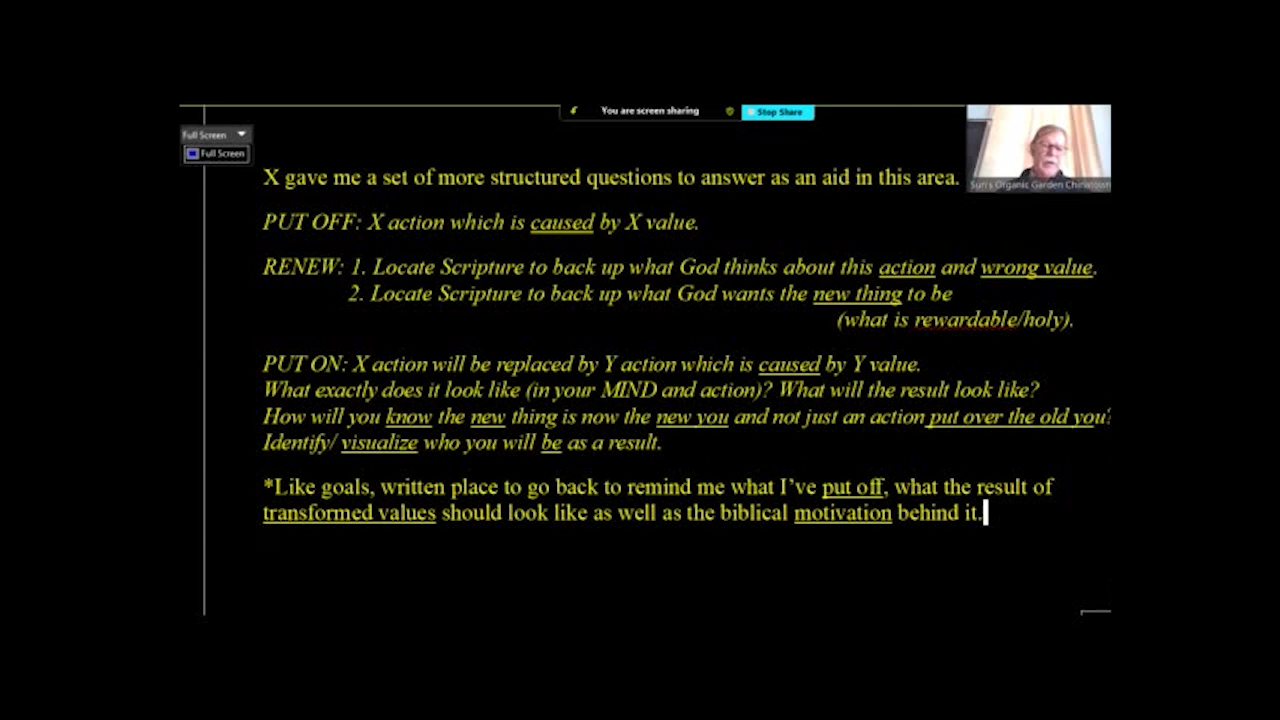 You are screen sharing
Stop Share
Full Screen
Full Screen
Sun's Organic Garden Chinatown
X gave me a set of more structured questions to answer as an aid in this area.
PUT OFF: X action which is caused by X value.
RENEW: 1. Locate Scripture to back up what God thinks about this action and wrong value.
2. Locate Scripture to back up what God wants the new thing to be
(what is rewardable/holy).
PUT ON: X action will be replaced by Y action which is caused by Y value.
What exactly does it look like (in your MIND and action)? What will the result look like?
How will you know the new thing is now the new you and not just an action put over the old you?
Identify/ visualize who you will be as a result.
*Like goals, written place to go back to remind me what I've put off, what the result of
transformed values should look like as well as the biblical motivation behind it.